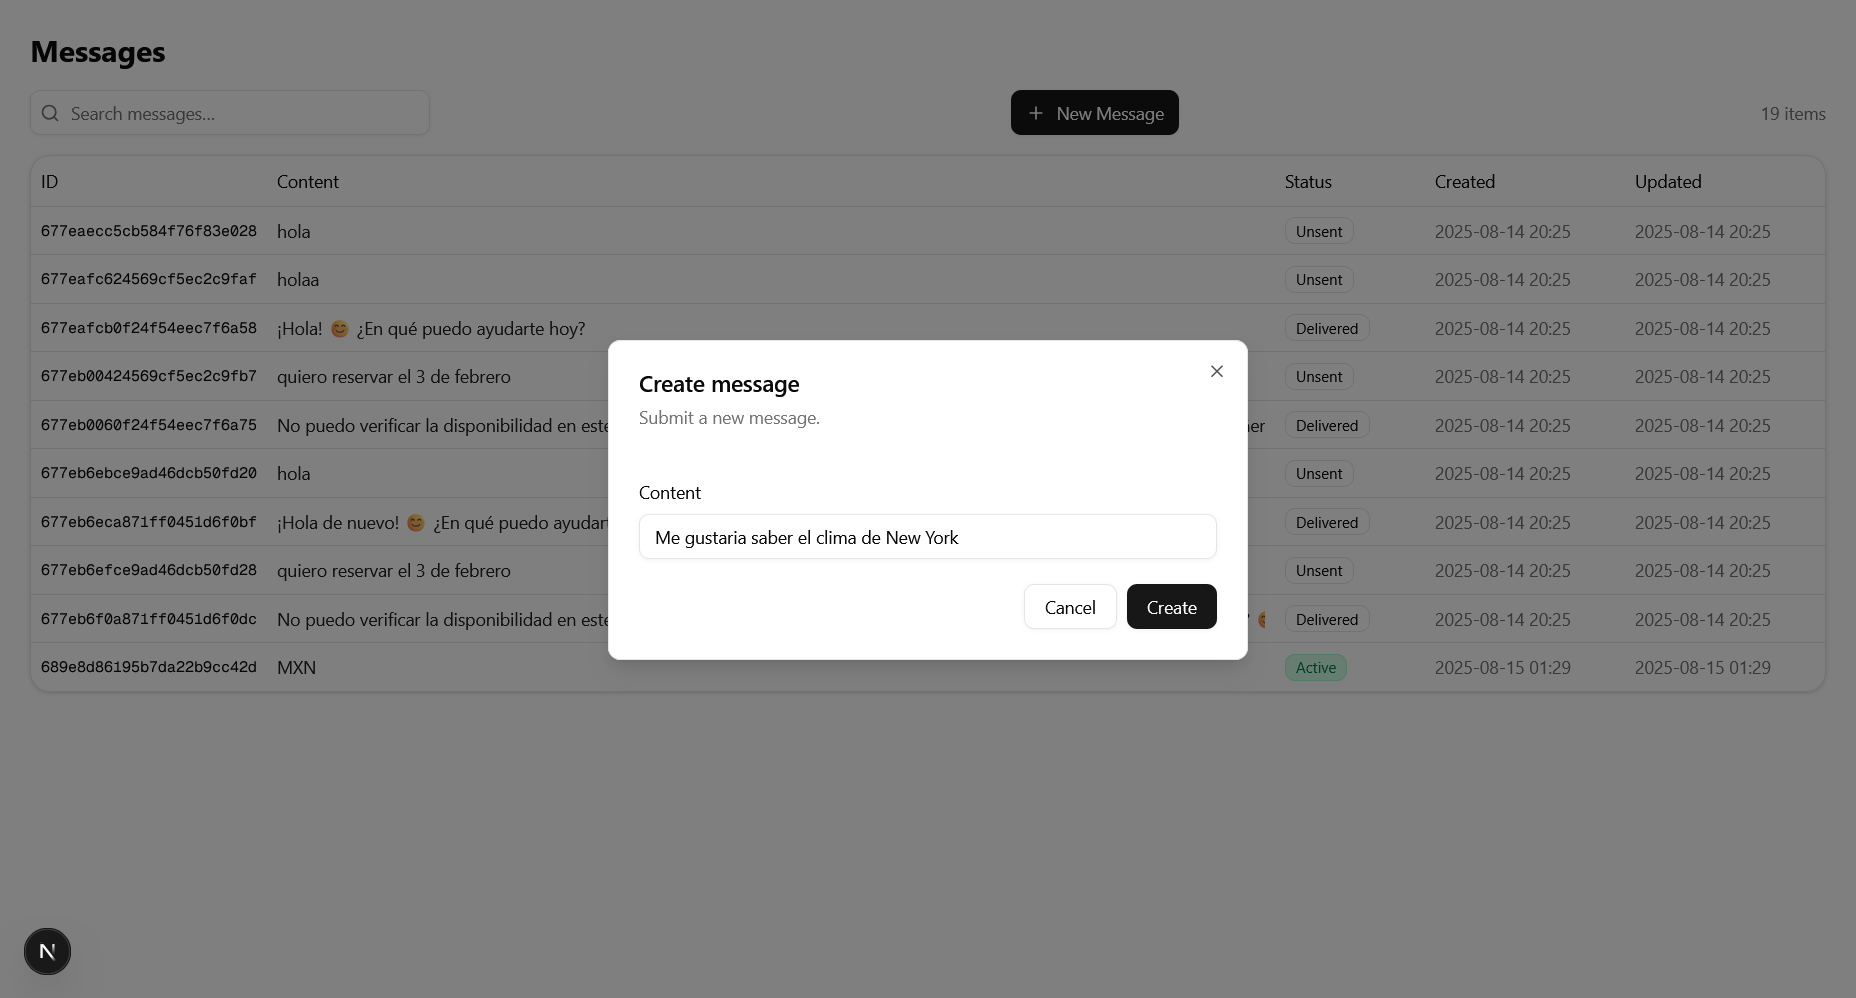 Messages
Search messages...
New Message
19 items
ID Content Status Created Updated
677eaecc5cb584f76f83e028 hola Unsent 2025-08-14 20:25 2025-08-14 20:25
677eafc624569cf5ec2c9faf holaa Unsent 2025-08-14 20:25 2025-08-14 20:25
677eafcb0f24f54eec7f6a58 ¡Hola! 😊 ¿En qué puedo ayudarte hoy? Delivered 2025-08-14 20:25 2025-08-14 20:25
677eb00424569cf5ec2c9fb7 quiero reservar el 3 de febrero Unsent 2025-08-14 20:25 2025-08-14 20:25
677eb0060f24f54eec7f6a75 No puedo verificar la disponibilidad en este Delivered 2025-08-14 20:25 2025-08-14 20:25
677eb6ebce9ad46dcb50fd20 hola Unsent 2025-08-14 20:25 2025-08-14 20:25
677eb6eca871ff0451d6f0bf ¡Hola de nuevo! 😊 ¿En qué puedo ayudart Delivered 2025-08-14 20:25 2025-08-14 20:25
677eb6efce9ad46dcb50fd28 quiero reservar el 3 de febrero Unsent 2025-08-14 20:25 2025-08-14 20:25
677eb6f0a871ff0451d6f0dc No puedo verificar la disponibilidad en este Delivered 2025-08-14 20:25 2025-08-14 20:25
689e8d86195b7da22b9cc42d MXN Active 2025-08-15 01:29 2025-08-15 01:29
Create message
Submit a new message.
Content
Me gustaria saber el clima de New York
Cancel
Create
N